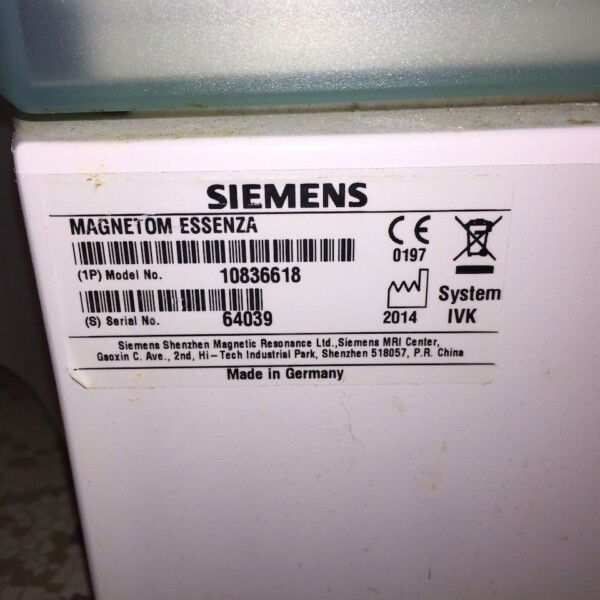 SIEMENS
MAGNETOM ESSENZA
(1P) Model No. 10836618
(S) Serial No. 64039
CE
0197
2014
System
IVK
Siemens Shenzhen Magnetic Resonance Ltd.,Siemens MRI Center,
Gaoxin C. Ave., 2nd, Hi-Tech Industrial Park, Shenzhen 518057, P.R. China
Made in Germany